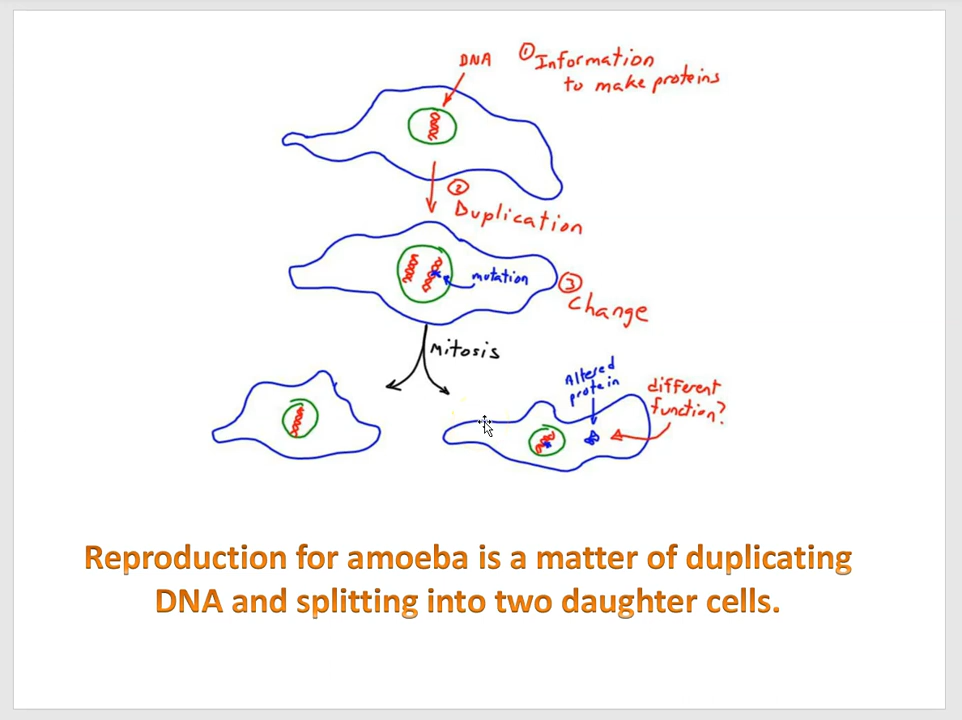 DNA
① Information
to make proteins
②
Duplication
mutation
③
Change
Mitosis
Altered
protein
different
function?
Reproduction for amoeba is a matter of duplicating
DNA and splitting into two daughter cells.